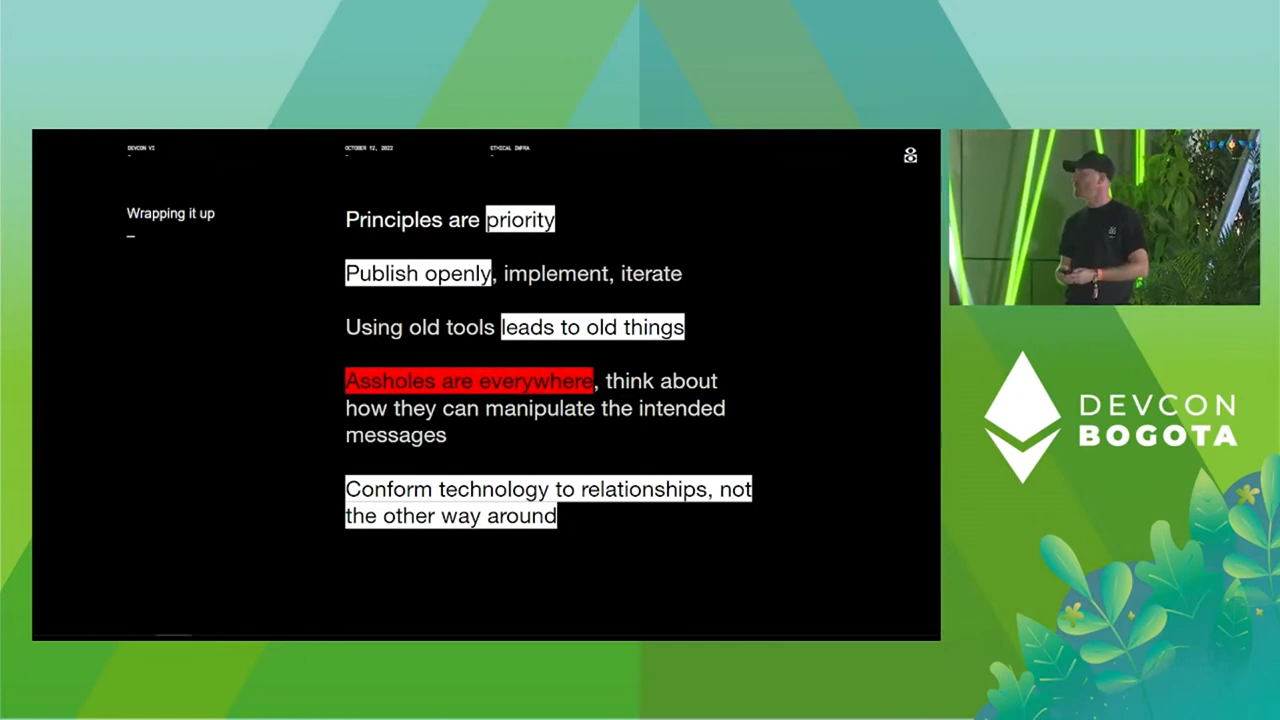 DEVCON VI
OCTOBER 12, 2022
ETHICAL INFRA
Wrapping it up
Principles are priority
Publish openly, implement, iterate
Using old tools leads to old things
Assholes are everywhere, think about
how they can manipulate the intended
messages
Conform technology to relationships, not
the other way around
DEVCON
BOGOTA